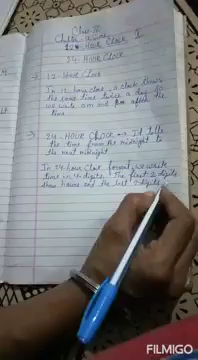 Class-III
12-Hour Clock I
24 Hour Clock
→ 12-Hour Clock
In 12 hour clock, a clock shows
the same time twice a day. So
we write am and pm after the
time
→ 24-HOUR CLOCK → It tells
the time from the midnight to
the next midnight.
In 24-hour clock format, we write
time in 4 digits. The first 2 digits
show hours and the last 2 digits
FILMIGO